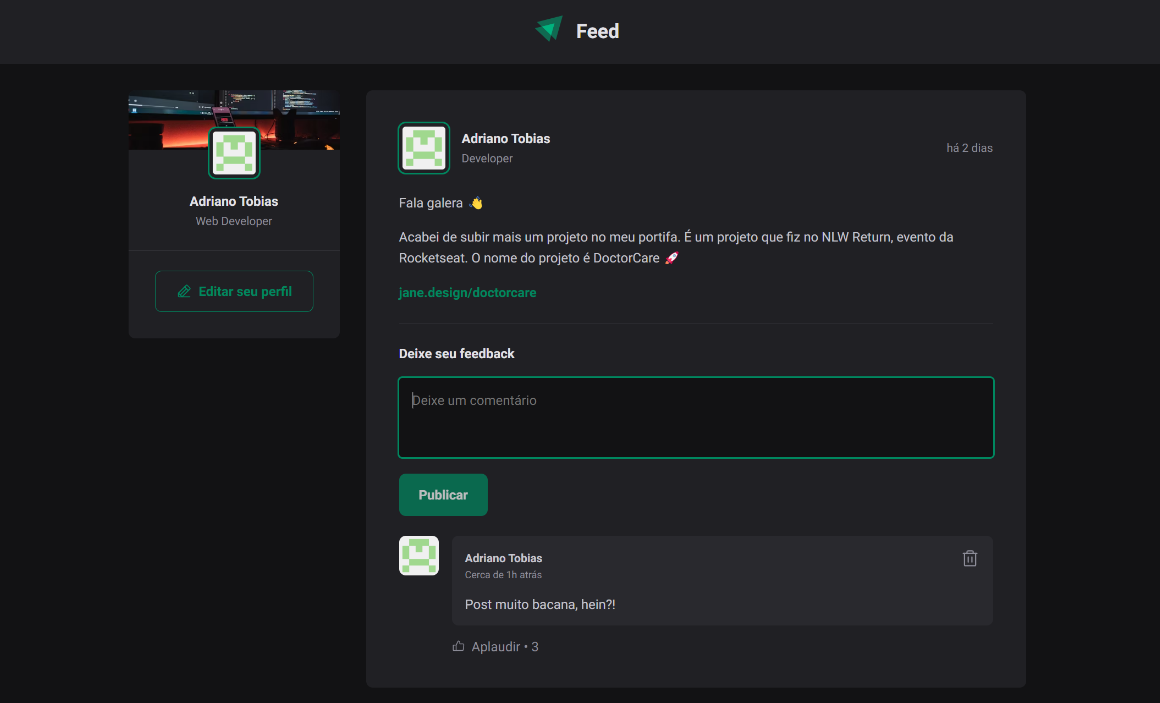 Feed
Adriano Tobias
Web Developer
Editar seu perfil
Adriano Tobias
Developer
há 2 dias
Fala galera 👋
Acabei de subir mais um projeto no meu portifa. É um projeto que fiz no NLW Return, evento da
Rocketseat. O nome do projeto é DoctorCare 🚀
jane.design/doctorcare
Deixe seu feedback
Deixe um comentário
Publicar
Adriano Tobias
Cerca de 1h atrás
Post muito bacana, hein?!
Aplaudir • 3